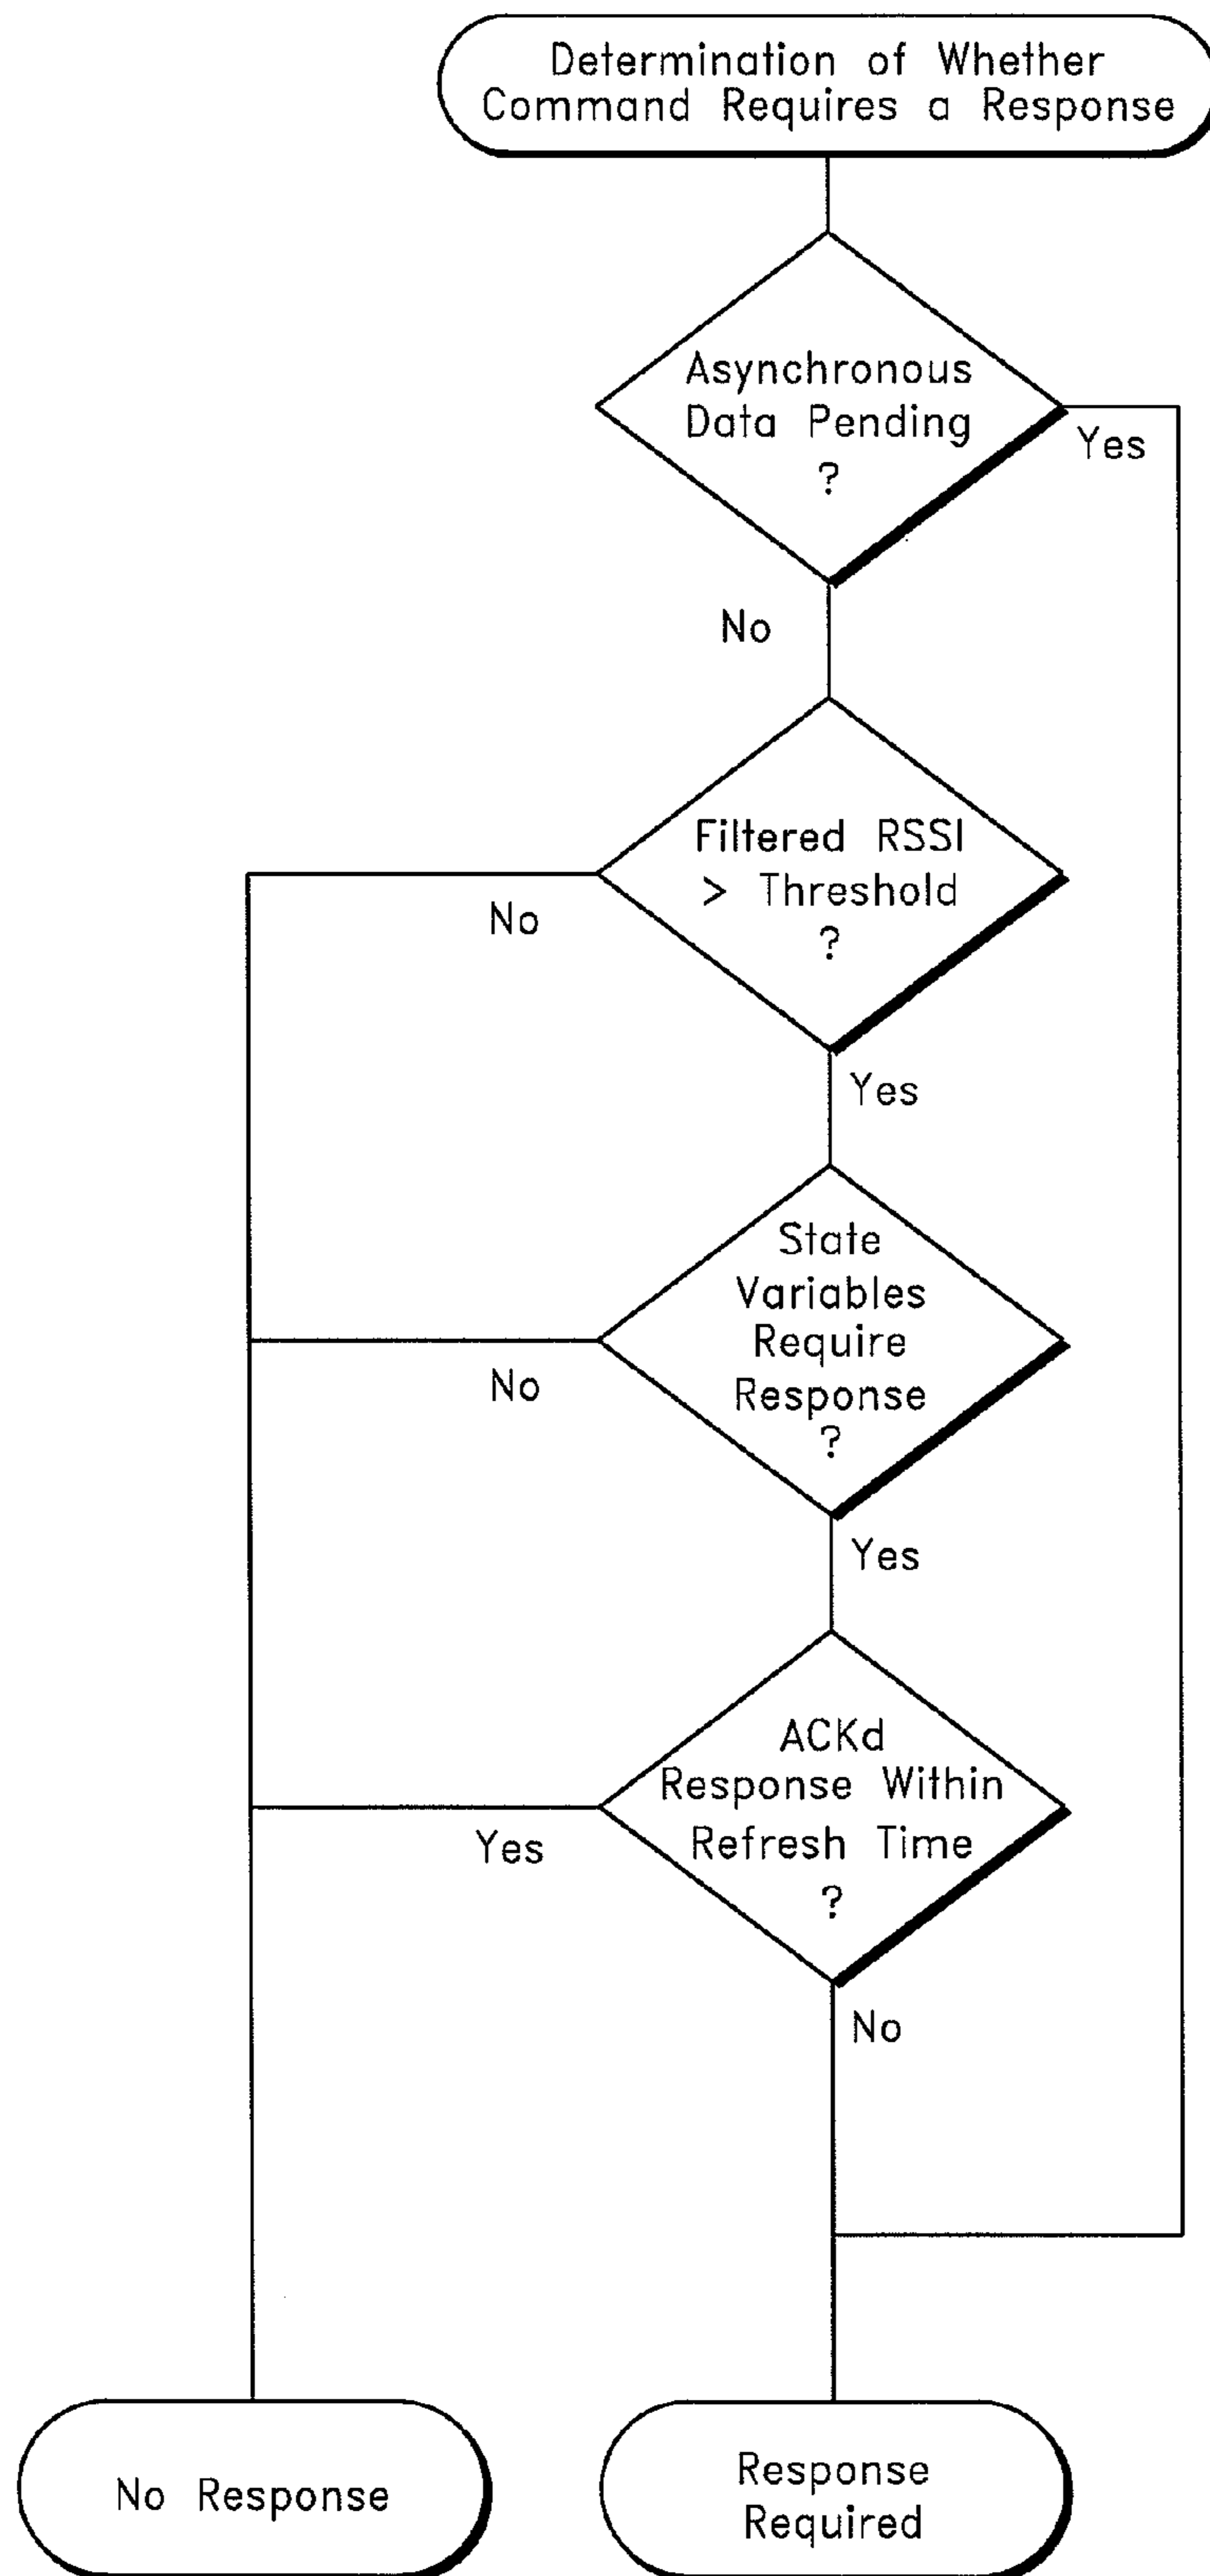 Determination of Whether
Command Requires a Response
Asynchronous
Data Pending
?
Yes
No
Filtered RSSI
> Threshold
?
No
Yes
State
Variables
Require
Response
?
No
Yes
ACKd
Response Within
Refresh Time
?
Yes
No
No Response
Response
Required